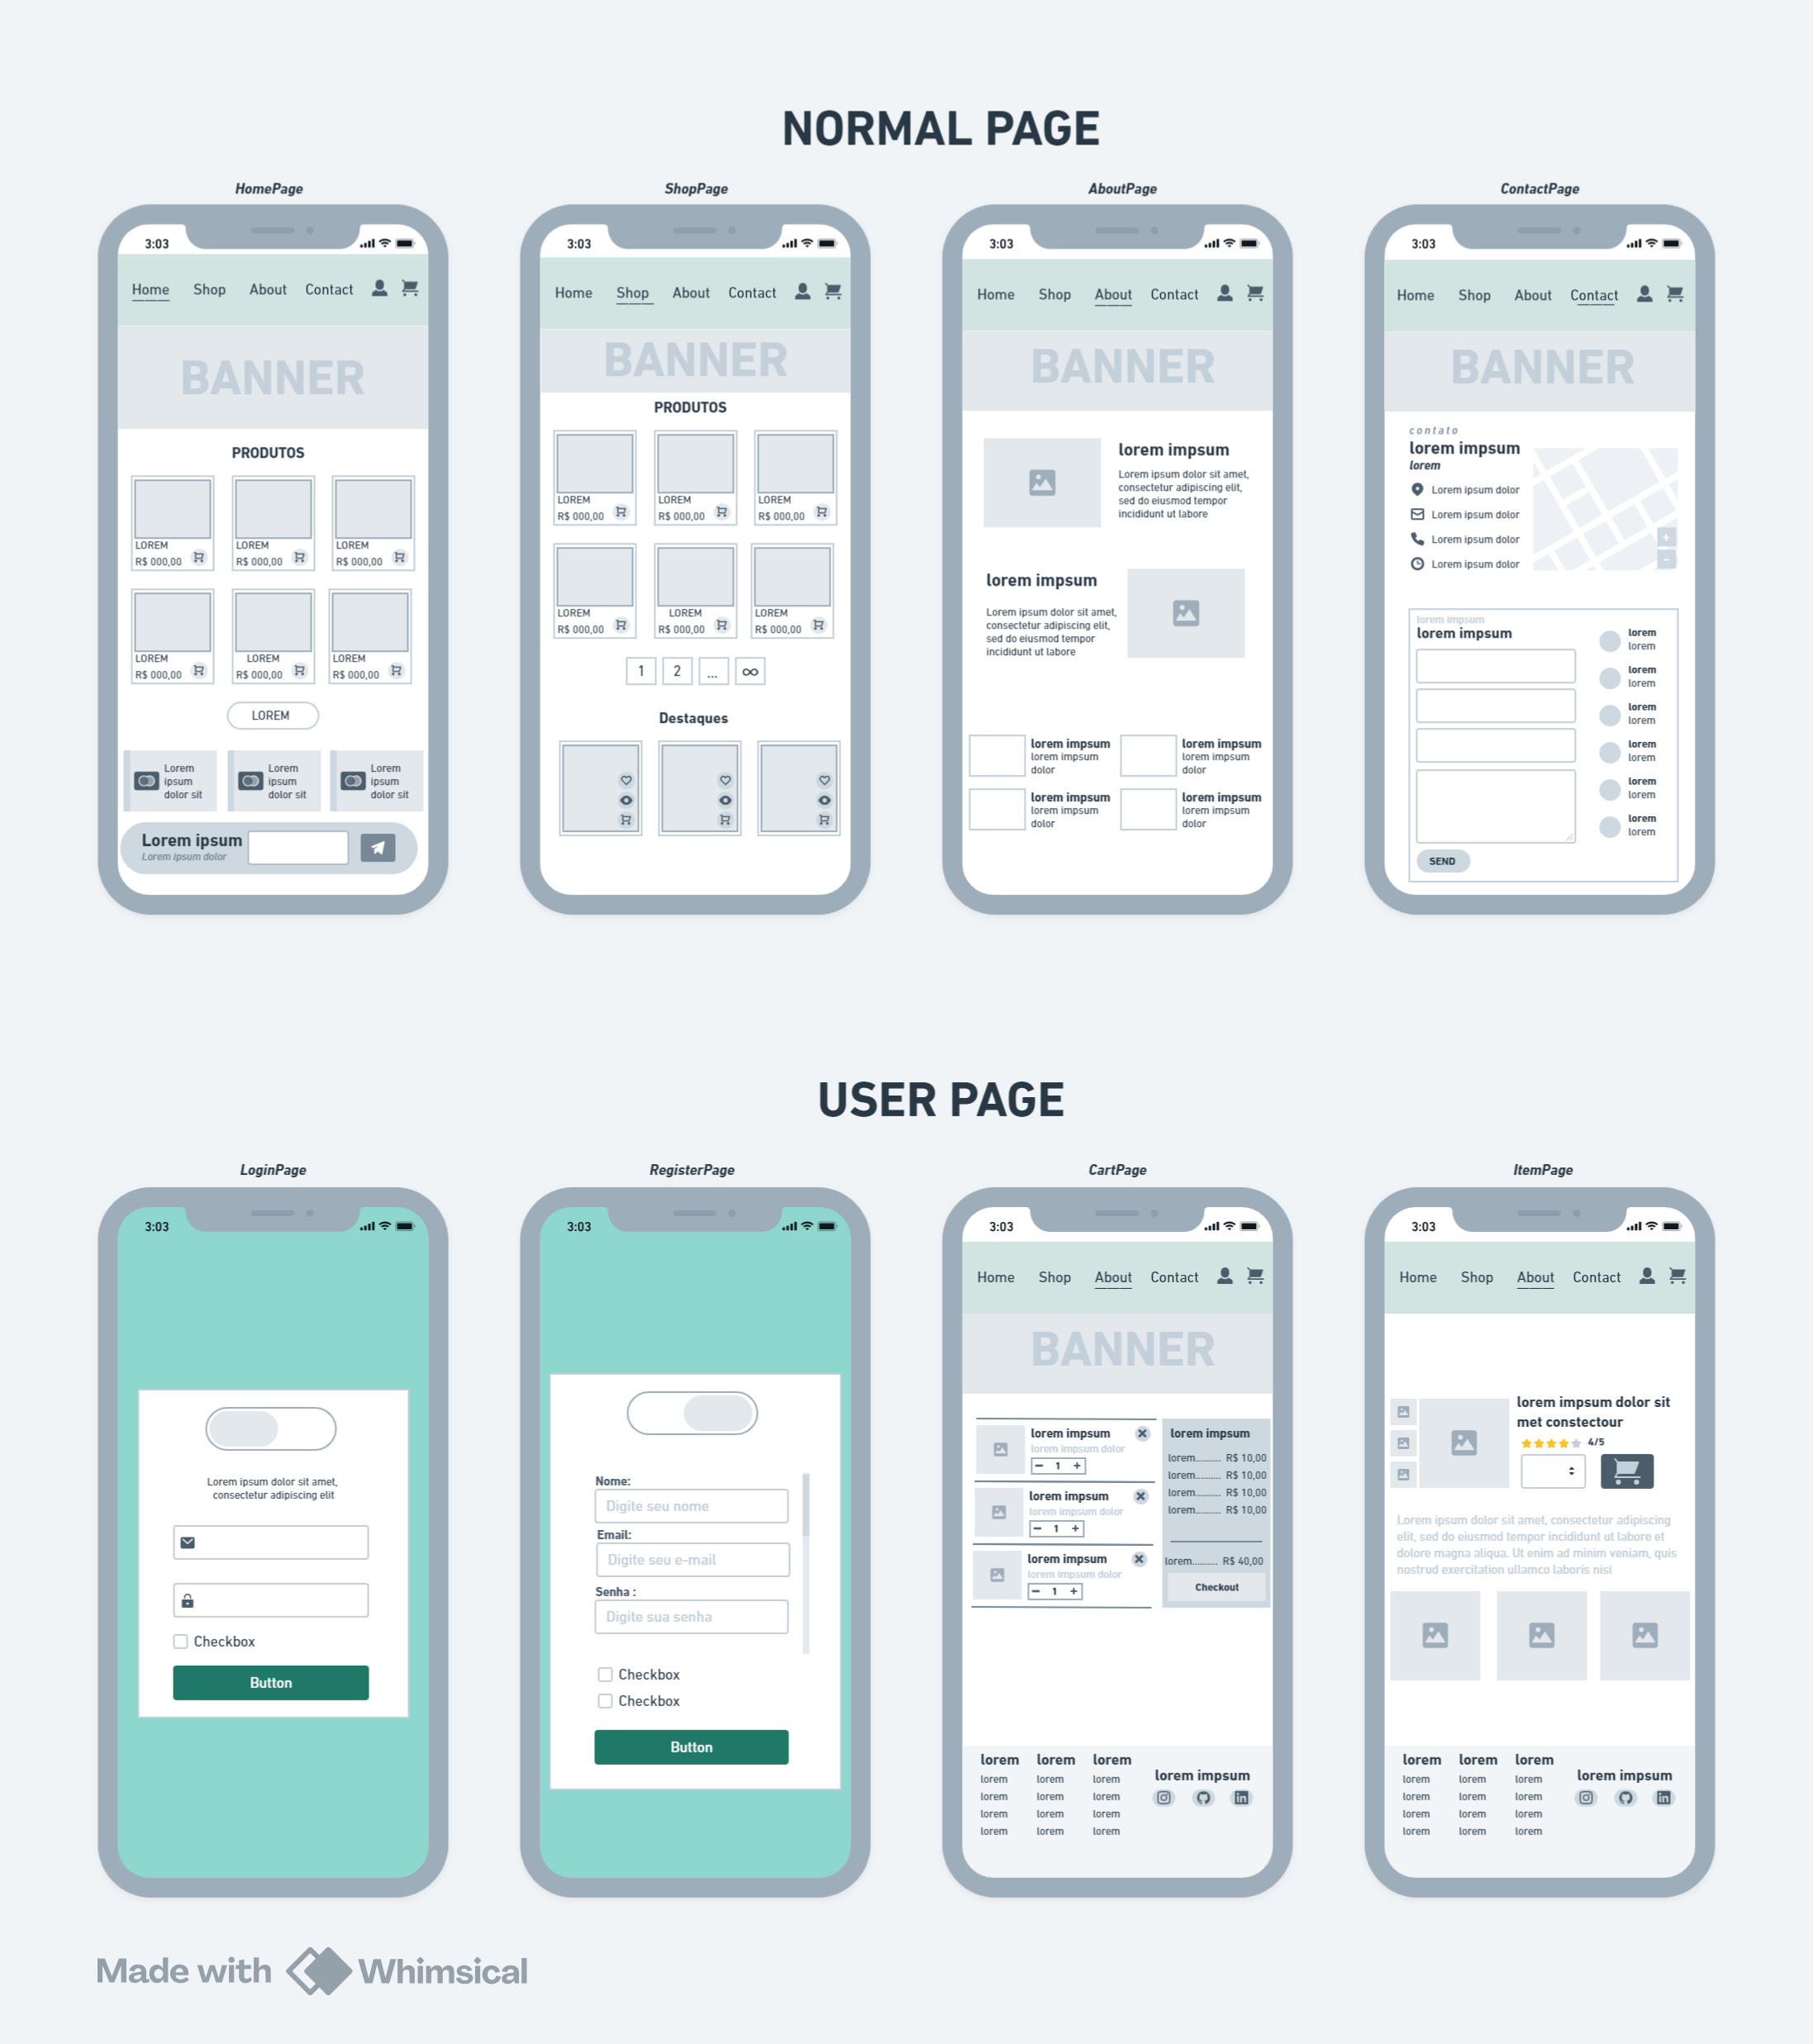 NORMAL PAGE
HomePage
3:03
Home Shop About Contact
BANNER
PRODUTOS
LOREM LOREM LOREM
R$ 000,00 R$ 000,00 R$ 000,00
LOREM LOREM LOREM
R$ 000,00 R$ 000,00 R$ 000,00
LOREM
Lorem Lorem Lorem
ipsum ipsum ipsum
dolor sit dolor sit dolor sit
Lorem ipsum
Lorem ipsum dolor
ShopPage
3:03
Home Shop About Contact
BANNER
PRODUTOS
LOREM LOREM LOREM
R$ 000,00 R$ 000,00 R$ 000,00
LOREM LOREM LOREM
R$ 000,00 R$ 000,00 R$ 000,00
1 2 ... ∞
Destaques
AboutPage
3:03
Home Shop About Contact
BANNER
lorem impsum
Lorem ipsum dolor sit amet,
consectetur adipiscing elit,
sed do eiusmod tempor
incididunt ut labore
lorem impsum
Lorem ipsum dolor sit amet,
consectetur adipiscing elit,
sed do eiusmod tempor
incididunt ut labore
lorem impsum lorem impsum
lorem impsum lorem impsum
dolor dolor
lorem impsum lorem impsum
lorem impsum lorem impsum
dolor dolor
ContactPage
3:03
Home Shop About Contact
BANNER
contato
lorem impsum
lorem
Lorem ipsum dolor
Lorem ipsum dolor
Lorem ipsum dolor
Lorem ipsum dolor
+
-
lorem impsum
lorem impsum
lorem
lorem
lorem
lorem
lorem
lorem
lorem
lorem
lorem
lorem
lorem
lorem
SEND
USER PAGE
LoginPage
3:03
Lorem ipsum dolor sit amet,
consectetur adipiscing elit
Checkbox
Button
RegisterPage
3:03
Nome:
Digite seu nome
Email:
Digite seu e-mail
Senha :
Digite sua senha
Checkbox
Checkbox
Button
CartPage
3:03
Home Shop About Contact
BANNER
lorem impsum
lorem impsum dolor
- 1 +
lorem impsum
lorem impsum dolor
- 1 +
lorem impsum
lorem impsum dolor
- 1 +
lorem impsum
lorem.......... R$ 10,00
lorem.......... R$ 10,00
lorem.......... R$ 10,00
lorem.......... R$ 10,00
lorem.......... R$ 40,00
Checkout
lorem lorem lorem
lorem lorem lorem
lorem lorem lorem
lorem lorem lorem
lorem lorem lorem
lorem impsum
ItemPage
3:03
Home Shop About Contact
lorem impsum dolor sit
met constectour
4/5
Lorem ipsum dolor sit amet, consectetur adipiscing
elit, sed do eiusmod tempor incididunt ut labore et
dolore magna aliqua. Ut enim ad minim veniam, quis
nostrud exercitation ullamco laboris nisi
lorem lorem lorem
lorem lorem lorem
lorem lorem lorem
lorem lorem lorem
lorem lorem lorem
lorem impsum
Made with Whimsical